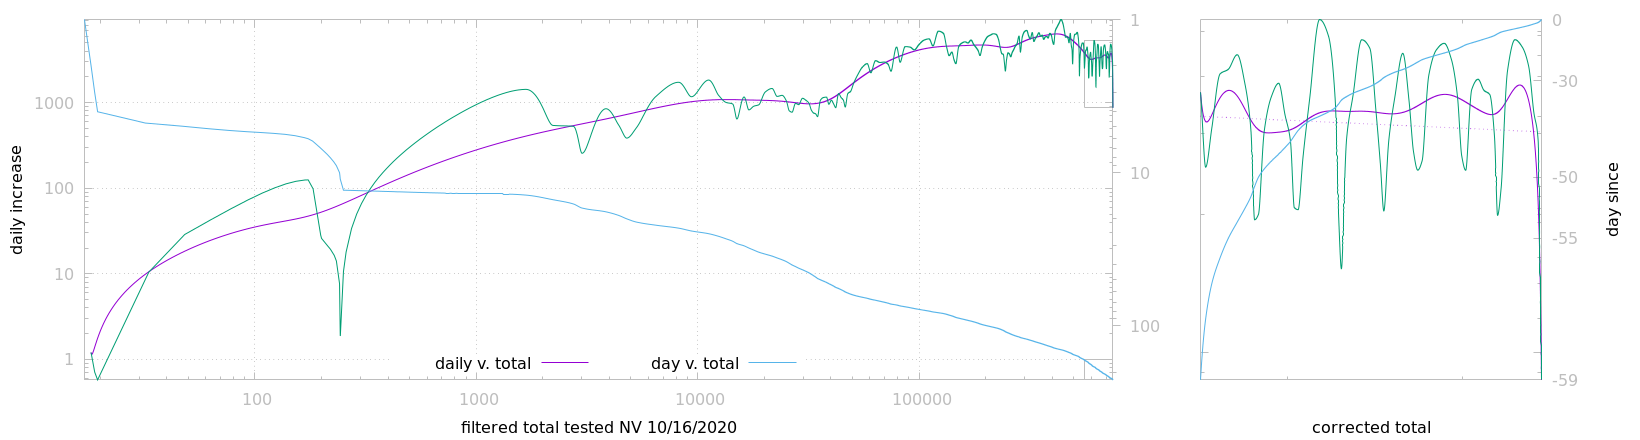 1
0
1000
-30
daily increase
10
100
-50
day since
-55
10
100
daily v. total
day v. total
1
-59
100
1000
10000
100000
filtered total tested NV 10/16/2020
corrected total